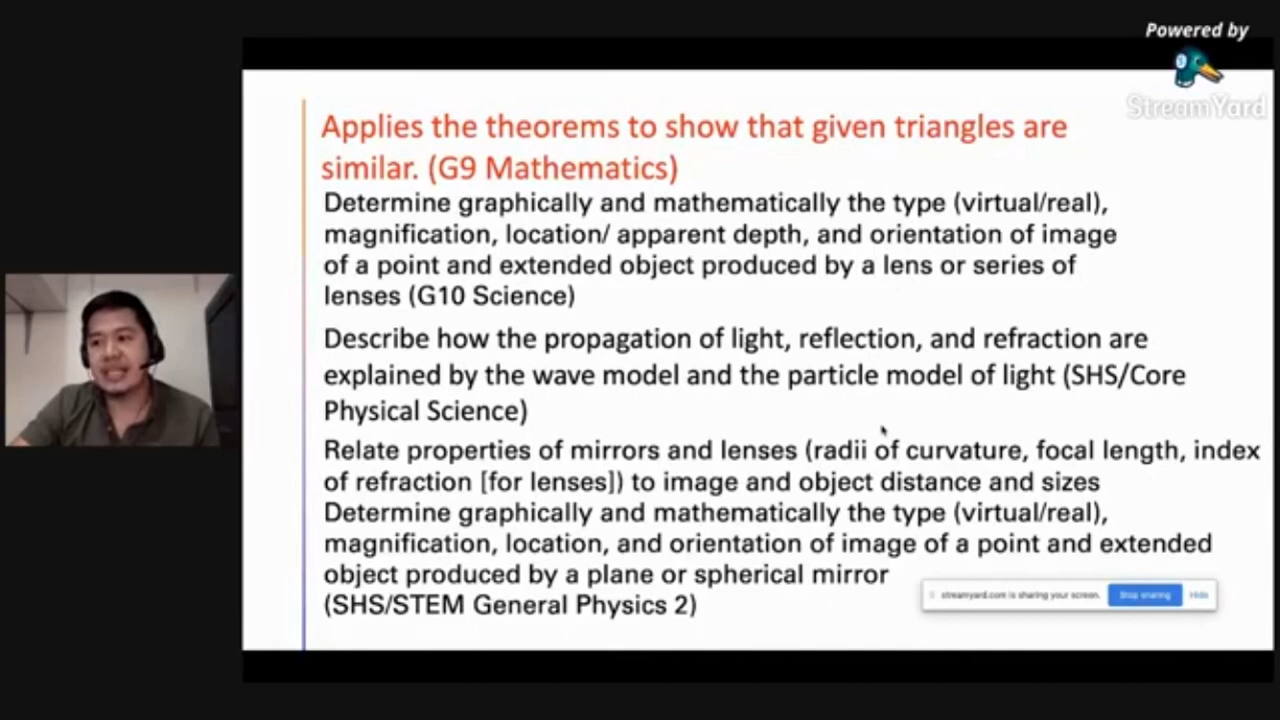 Powered by
StreamYard
Applies the theorems to show that given triangles are
similar. (G9 Mathematics)
Determine graphically and mathematically the type (virtual/real),
magnification, location/ apparent depth, and orientation of image
of a point and extended object produced by a lens or series of
lenses (G10 Science)
Describe how the propagation of light, reflection, and refraction are
explained by the wave model and the particle model of light (SHS/Core
Physical Science)
Relate properties of mirrors and lenses (radii of curvature, focal length, index
of refraction [for lenses]) to image and object distance and sizes
Determine graphically and mathematically the type (virtual/real),
magnification, location, and orientation of image of a point and extended
object produced by a plane or spherical mirror
(SHS/STEM General Physics 2)
streamyard.com is sharing your screen.
Stop sharing
Hide